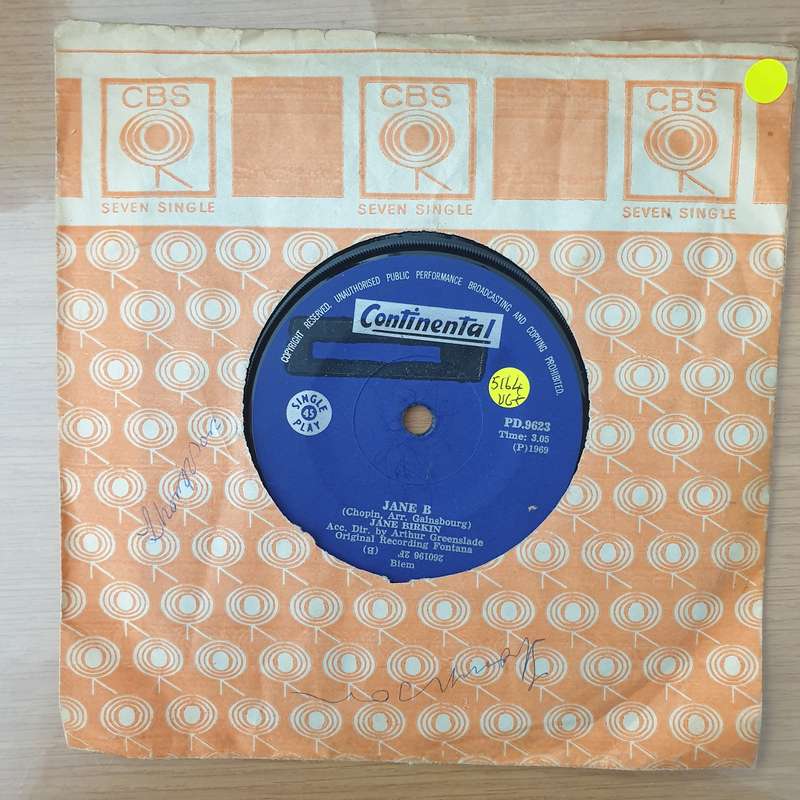 CBS CBS CBS
SEVEN SINGLE SEVEN SINGLE SEVEN SINGLE
COPYRIGHT RESERVED. UNAUTHORISED PUBLIC PERFORMANCE BROADCASTING AND COPYING PROHIBITED.
Continental
5164
VG+
SINGLE
45
PLAY
PD.9623
Time: 3.05
(P)1969
JANE B
(Chopin, Arr. Gainsbourg)
JANE BIRKIN
Acc. Dir. by Arthur Greenslade
Original Recording Fontana
(B) 260196 2F.
Biem